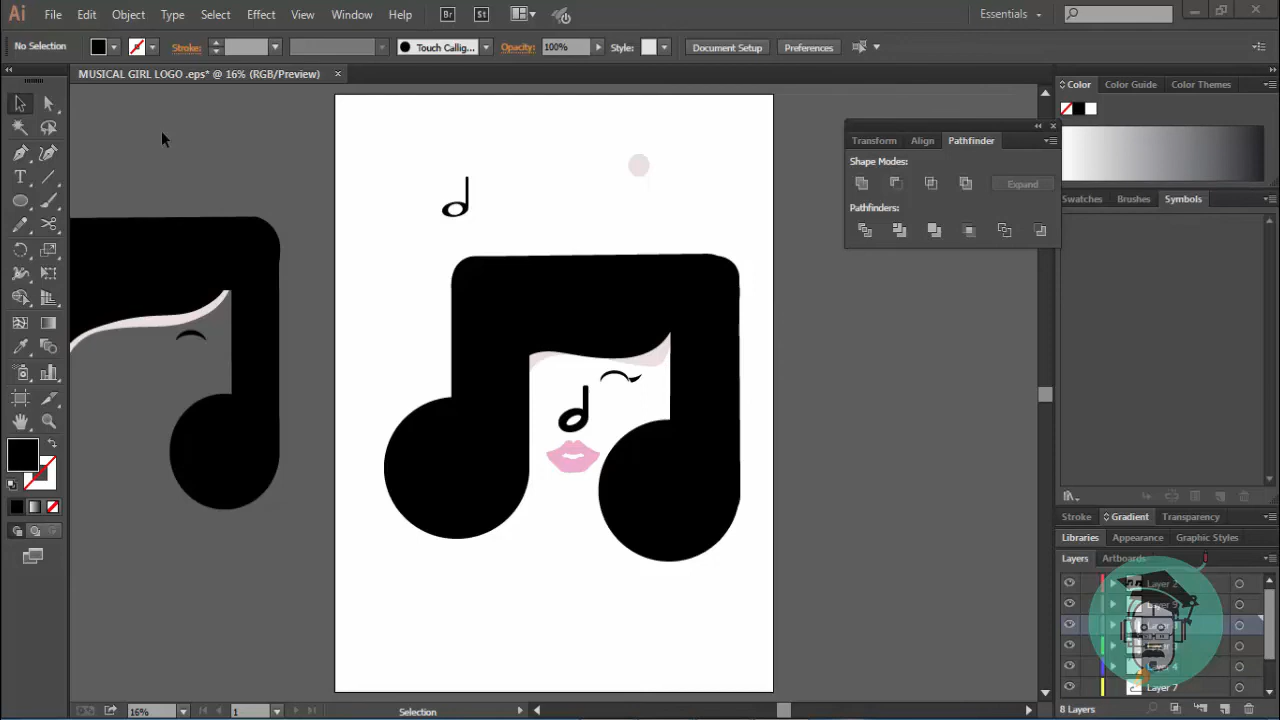 Ai File Edit Object Type Select Effect View Window Help Br St Essentials
No Selection Stroke: Touch Callig... Opacity: 100% Style: Document Setup Preferences
MUSICAL GIRL LOGO .eps* @ 16% (RGB/Preview) ×
Color Color Guide Color Themes
Transform Align Pathfinder
Shape Modes:
Expand
Pathfinders:
Swatches Brushes Symbols
Stroke Gradient Transparency
Libraries Appearance Graphic Styles
Layers Artboards
Layer 7
8 Layers
16% 1 Selection